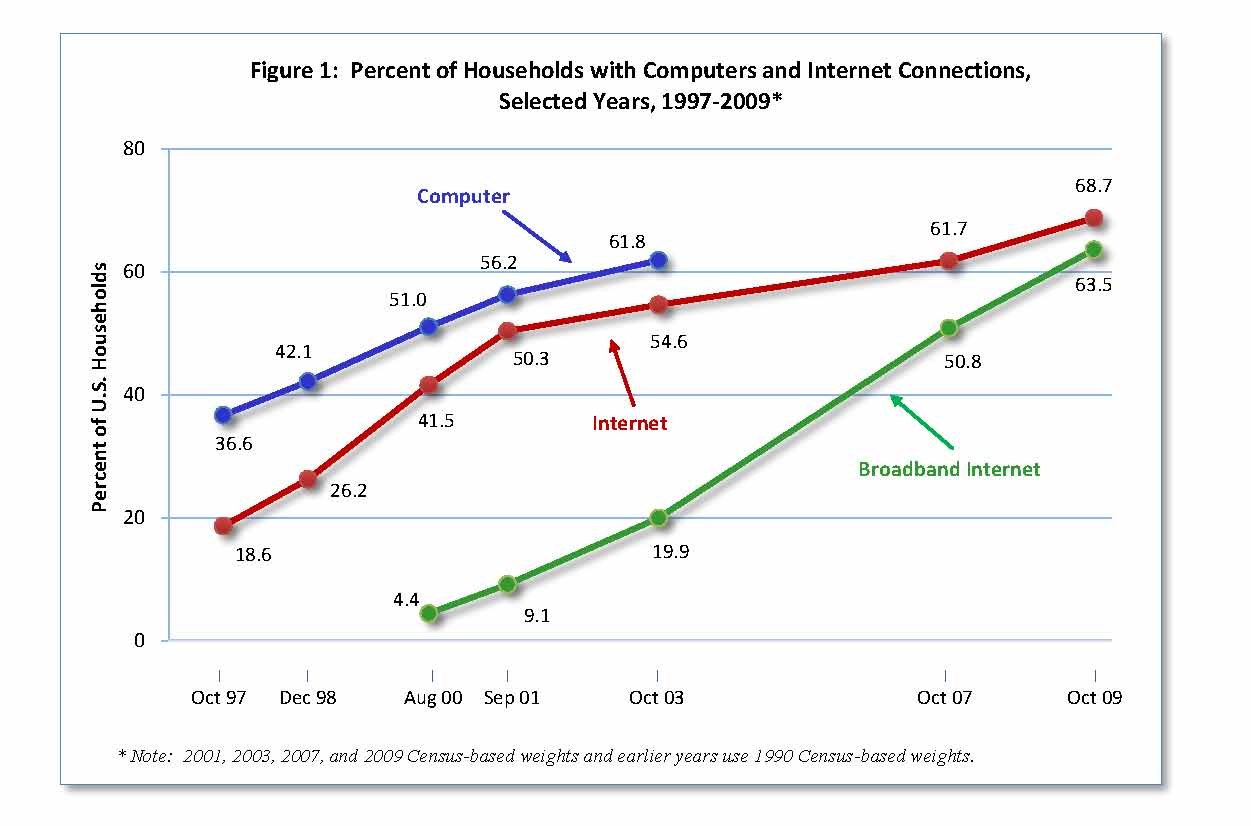 Figure 1:  Percent of Households with Computers and Internet Connections,
Selected Years, 1997-2009*
80
68.7
Computer
61.7
61.8
56.2
60
63.5
51.0
54.6
42.1
50.3
50.8
Percent of U.S. Households
40
41.5
Internet
36.6
Broadband Internet
26.2
20
18.6
19.9
4.4
9.1
0
Oct 97 Dec 98 Aug 00 Sep 01 Oct 03 Oct 07 Oct 09
* Note:  2001, 2003, 2007, and 2009 Census-based weights and earlier years use 1990 Census-based weights.